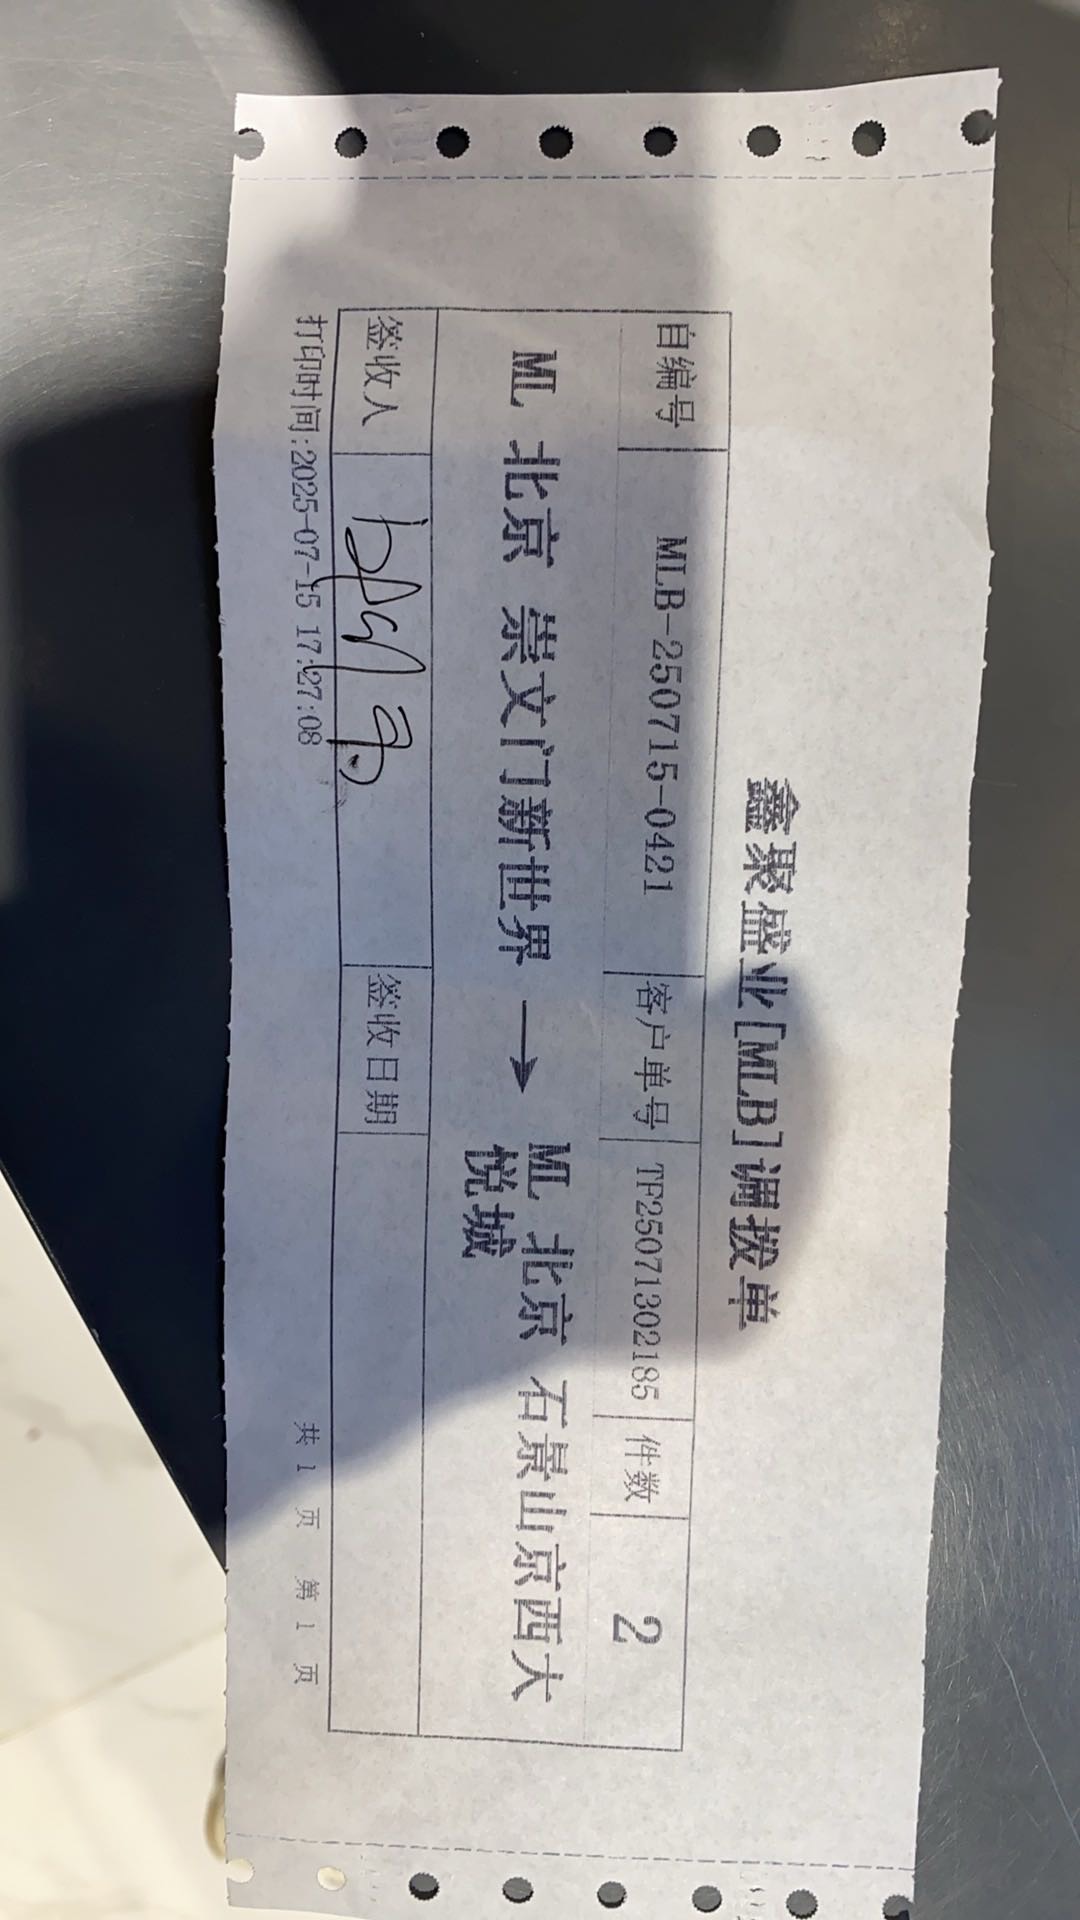 鑫聚盛业[MLB]调拔单
自编号 MLB-250715-0421 客户单号 TF25071302185 件数 2
ML 北京 崇文门新世界 → ML 北京 石景山京西大
悦城
签收人 签收日期
打印时间:2025-07-15 17:27:08 共 1 页 第 1 页